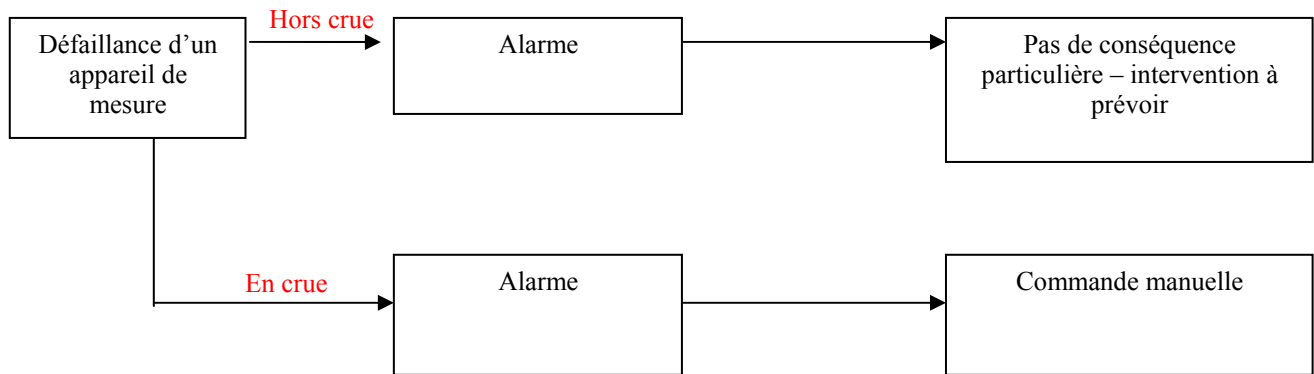 Hors crue
Défaillance d’un
appareil de
mesure
Alarme
Pas de conséquence
particulière – intervention à
prévoir
En crue
Alarme
Commande manuelle